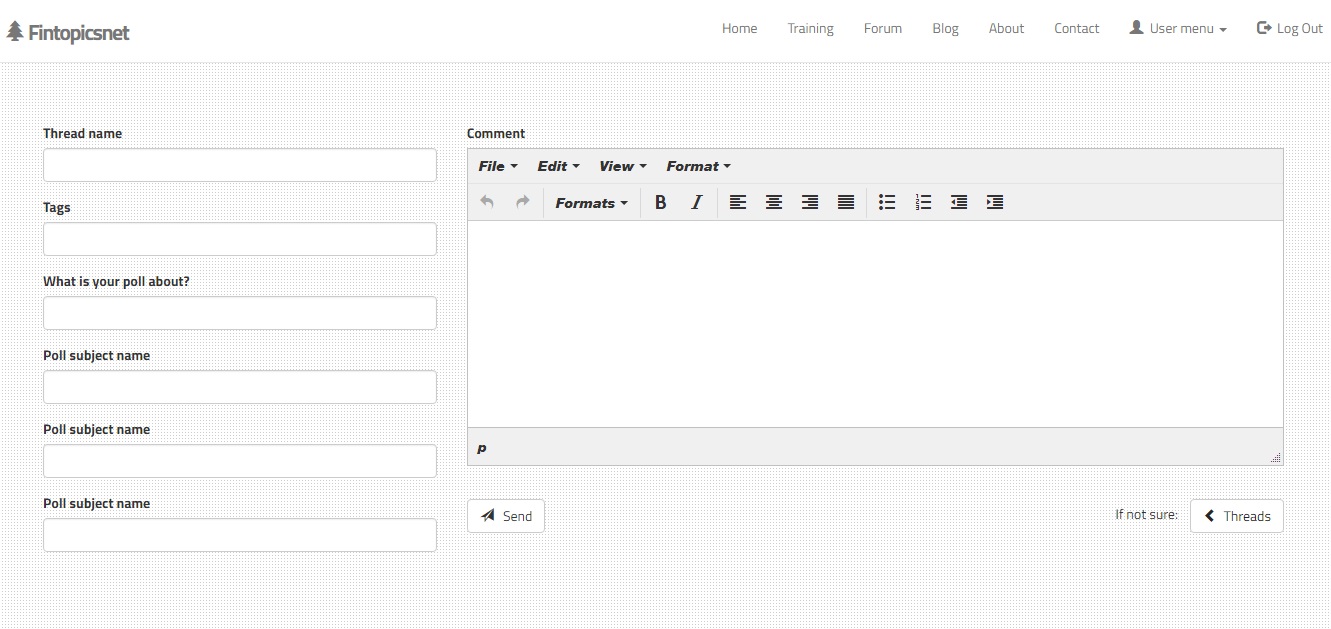 Fintopicsnet
Home Training Forum Blog About Contact User menu Log Out
Thread name
Tags
What is your poll about?
Poll subject name
Poll subject name
Poll subject name
Comment
File Edit View Format
Formats B I
p
Send
If not sure: Threads